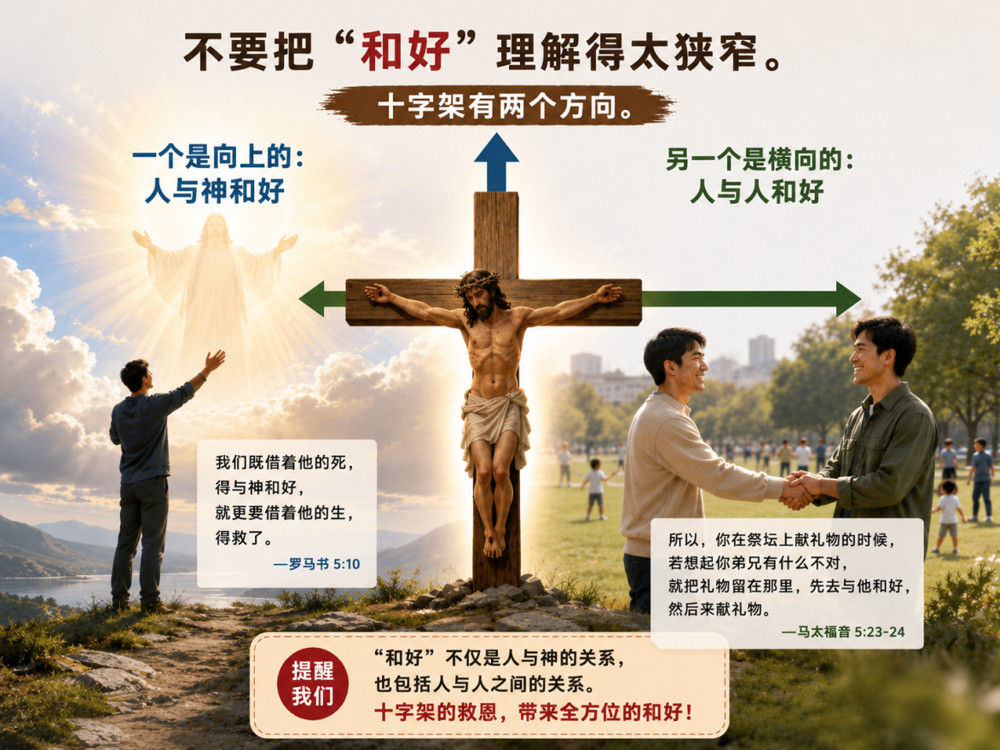 不要把“和好”理解得太狭窄。
十字架有两个方向。
一个是向上的：
人与神和好
另一个是横向的：
人与人和好
我们既借着他的死，
得与神和好，
就更要借着他的生，
得救了。
—罗马书 5:10
所以，你在祭坛上献礼物的时候，
若想起你弟兄有什么不对，
就把礼物留在那里，先去与他和好，
然后来献礼物。
—马太福音 5:23-24
提醒
我们
“和好”不仅是人与神的关系，
也包括人与人之间的关系。
十字架的救恩，带来全方位的和好！